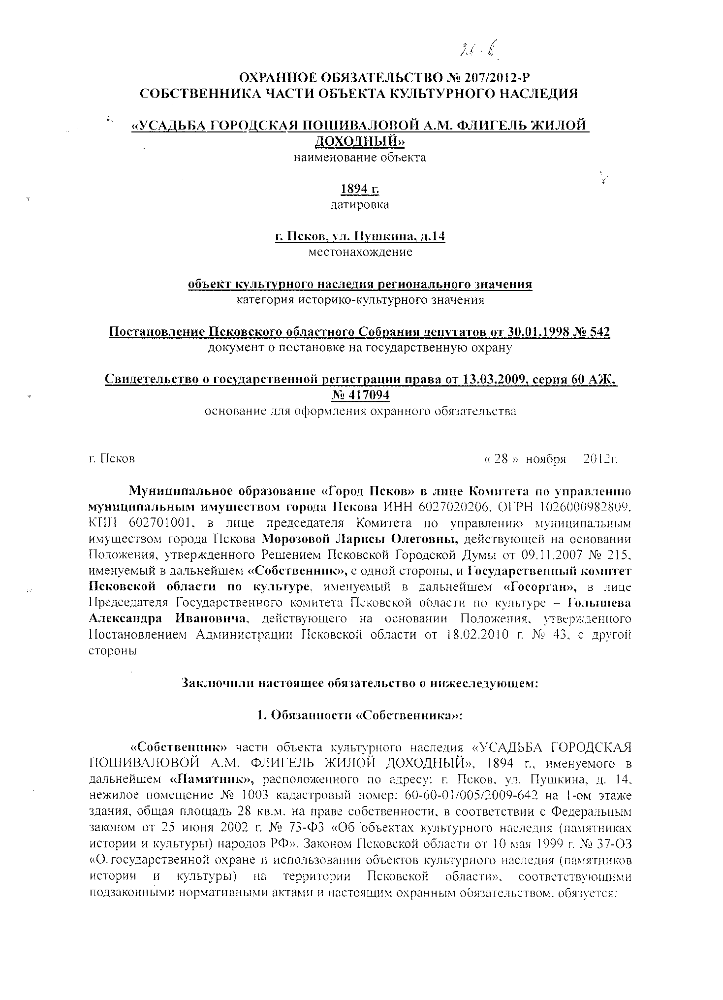 ОХРАННОЕ ОБЯЗАТЕЛЬСТВО № 207/2012-Р
СОБСТВЕННИКА ЧАСТИ ОБЪЕКТА КУЛЬТУРНОГО НАСЛЕДИЯ
«УСАДЬБА ГОРОДСКАЯ ПОШИВАЛОВОЙ А.М. ФЛИГЕЛЬ ЖИЛОЙ
ДОХОДНЫЙ»
наименование объекта
1894 г.
датировка
г. Псков, ул. Пушкина, д.14
местонахождение
объект культурного наследия регионального значения
категория историко-культурного значения
Постановление Псковского областного Собрания депутатов от 30.01.1998 № 542
документ о постановке на государственную охрану
Свидетельство о государственной регистрации права от 13.03.2009, серия 60 АЖ,
№ 417094
основание для оформления охранного обязательства
г. Псков « 28 » ноября 2012г.
Муниципальное образование «Город Псков» в лице Комитета по управлению
муниципальным имуществом города Пскова ИНН 6027020206, ОГРН 1026000982809,
КПП 602701001, в лице председателя Комитета по управлению муниципальным
имуществом города Пскова Морозовой Ларисы Олеговны, действующей на основании
Положения, утвержденного Решением Псковской Городской Думы от 09.11.2007 № 215,
именуемый в дальнейшем «Собственник», с одной стороны, и Государственный комитет
Псковской области по культуре, именуемый в дальнейшем «Госорган», в лице
Председателя Государственного комитета Псковской области по культуре – Голышева
Александра Ивановича, действующего на основании Положения, утвержденного
Постановлением Администрации Псковской области от 18.02.2010 г. № 43, с другой
стороны
Заключили настоящее обязательство о нижеследующем:
1. Обязанности «Собственника»:
«Собственник» части объекта культурного наследия «УСАДЬБА ГОРОДСКАЯ
ПОШИВАЛОВОЙ А.М. ФЛИГЕЛЬ ЖИЛОЙ ДОХОДНЫЙ», 1894 г., именуемого в
дальнейшем «Памятник», расположенного по адресу: г. Псков, ул. Пушкина, д. 14,
нежилое помещение № 1003 кадастровый номер: 60-60-01/005/2009-642 на 1-ом этаже
здания, общая площадь 28 кв.м. на праве собственности, в соответствии с Федеральным
законом от 25 июня 2002 г. № 73-ФЗ «Об объектах культурного наследия (памятниках
истории и культуры) народов РФ», Законом Псковской области от 10 мая 1999 г. № 37-ОЗ
«О государственной охране и использовании объектов культурного наследия (памятников
истории и культуры) на территории Псковской области», соответствующими
подзаконными нормативными актами и настоящим охранным обязательством, обязуется: